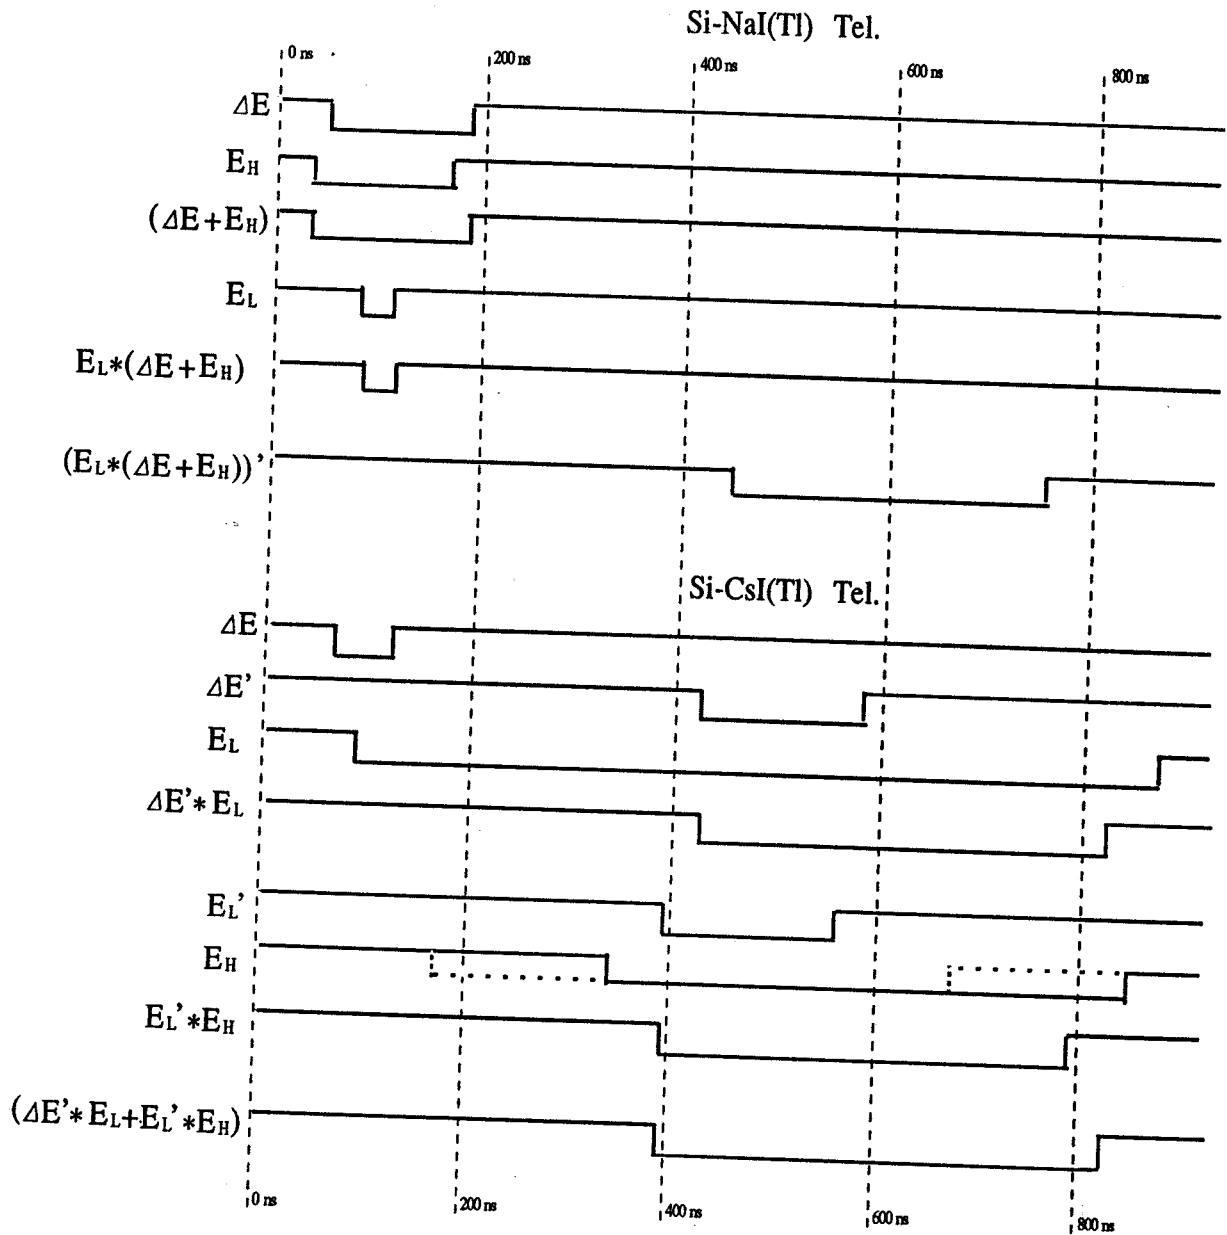 Si-NaI(Tl) Tel.
0 ns 200 ns 400 ns 600 ns 800 ns
ΔE
EH
(ΔE+EH)
EL
EL*(ΔE+EH)
(EL*(ΔE+EH))'
Si-CsI(Tl) Tel.
ΔE
ΔE'
EL
ΔE'*EL
EL'
EH
EL'*EH
(ΔE'*EL+EL'*EH)
0 ns 200 ns 400 ns 600 ns 800 ns